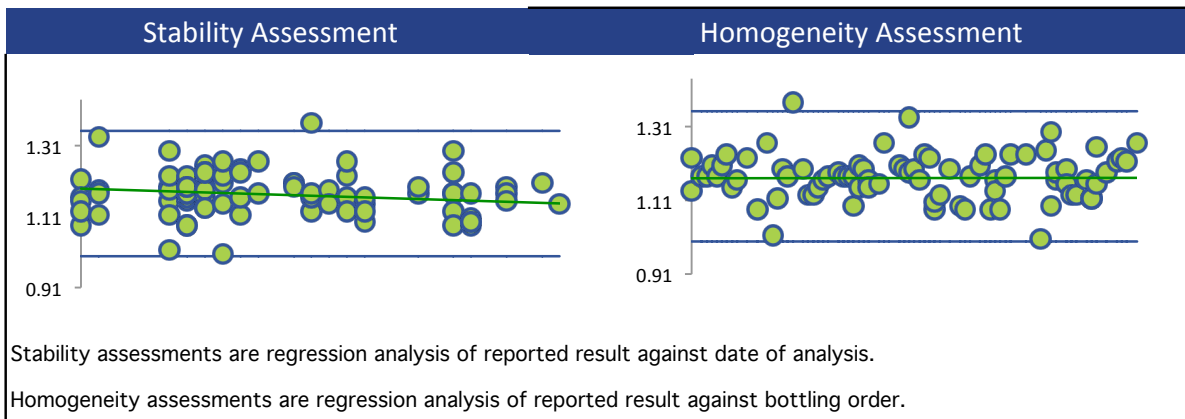 Stability Assessment
Homogeneity Assessment
1.31
1.11
0.91
1.31
1.11
0.91
Stability assessments are regression analysis of reported result against date of analysis.
Homogeneity assessments are regression analysis of reported result against bottling order.